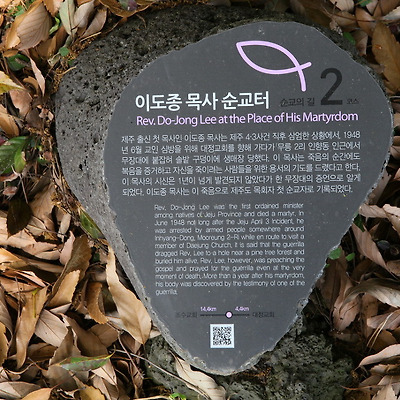 이도종 목사 순교터
순교의 길 2 코스
Rev. Do-Jong Lee at the Place of His Martyrdom
제주 출신 첫 목사인 이도종 목사는 제주 4·3사건 직후 삼엄한 상황에서, 1948
년 6월 교인 심방을 위해 대정교회를 향해 가다가 무릉 2리 인향동 인근에서
무장대에 붙잡혀 솔밭 구덩이에 생매장 당했다. 이 목사는 죽음의 순간에도
복음을 증거하고 자신을 죽이려는 사람들을 위한 용서의 기도를 드렸다고 한다.
이 목사의 시신은 1년이 넘게 발견되지 않았다가 한 무장대의 증언으로 알게
되었다. 이도종 목사는 이 죽음으로 제주도 목회자 첫 순교자로 기록되었다.
Rev. Do-Jong Lee was the first ordained minister
among natives of Jeju Province and died a martyr. In
June 1948 not long after the Jeju April 3 Incident, he
was arrested by armed people somewhere around
Inhyang-Dong, Mooreung 2-Ri while en route to visit a
member of Daejung Church. It is said that the guerrilla
dragged Rev. Lee to a hole near a pine tree forest and
buried him alive. Rev. Lee, however, was preaching the
gospel and prayed for the guerrilla even at the very
moment of death. More than a year after his martyrdom,
his body was discovered by the testimony of one of the
guerrilla.
14.4km 4.4km
조수교회 대정교회